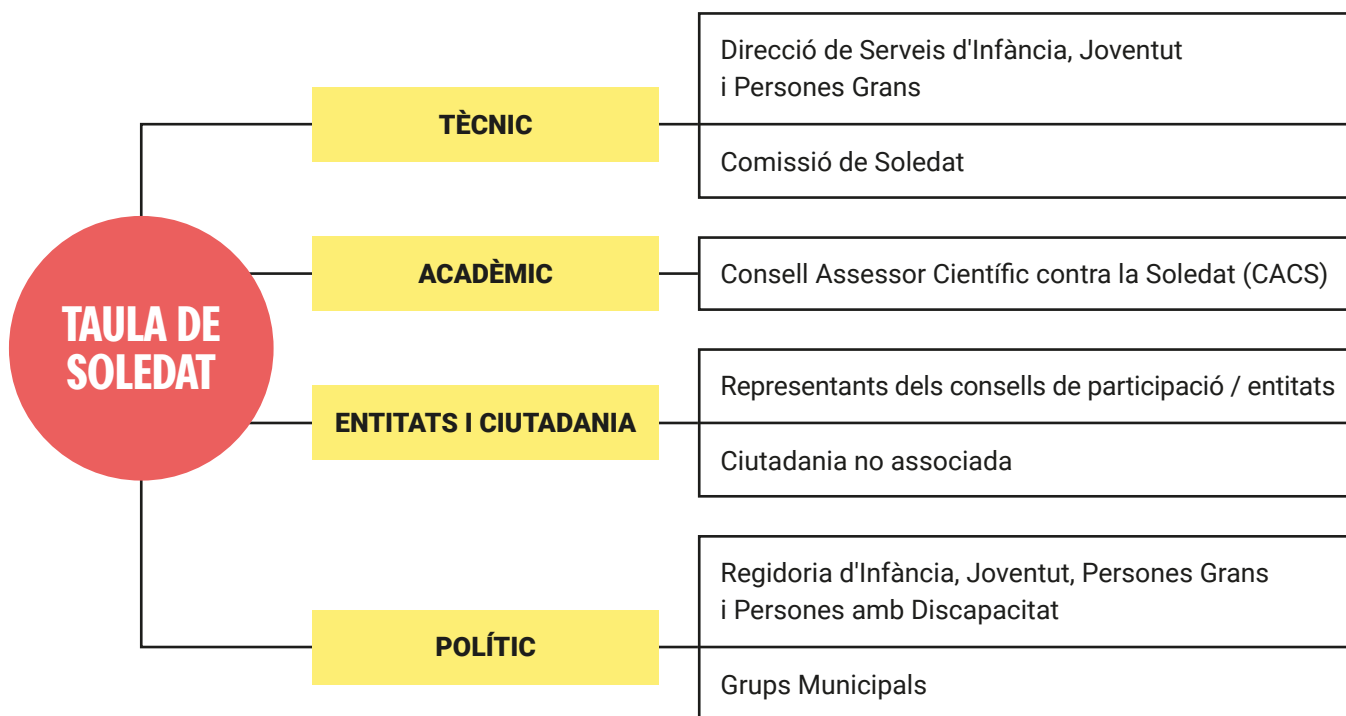 TAULA DE
SOLEDAT
TÈCNIC
Direcció de Serveis d'Infància, Joventut
i Persones Grans
Comissió de Soledat
ACADÈMIC
Consell Assessor Científic contra la Soledat (CACS)
ENTITATS I CIUTADANIA
Representants dels consells de participació / entitats
Ciutadania no associada
POLÍTIC
Regidoria d'Infància, Joventut, Persones Grans
i Persones amb Discapacitat
Grups Municipals